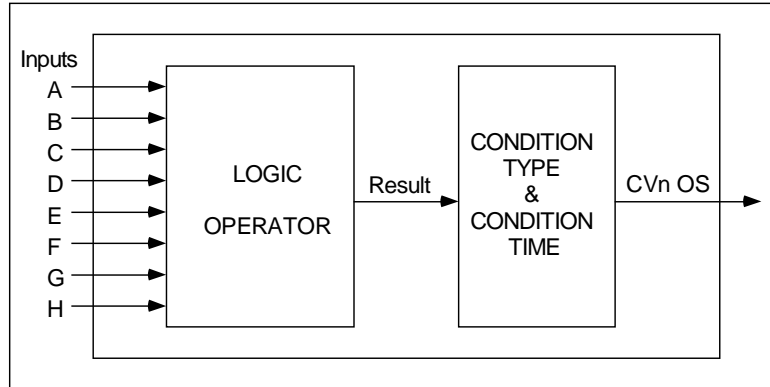 Inputs
A
B
C
D
E
F
G
H
LOGIC
OPERATOR
Result
CONDITION
TYPE
&
CONDITION
TIME
CVn OS